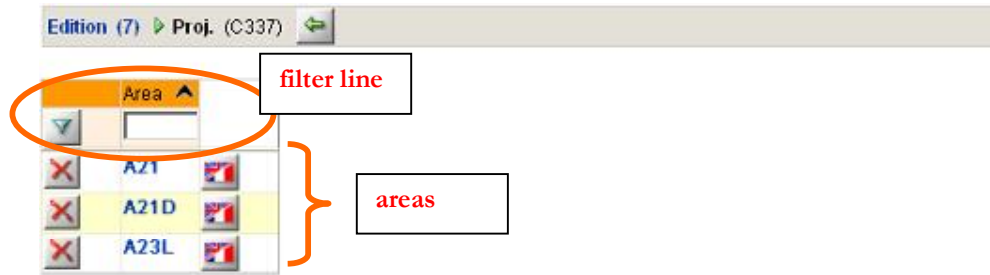 Edition (7) Proj. (C337)
filter line
Area
A21
A21D
areas
A23L